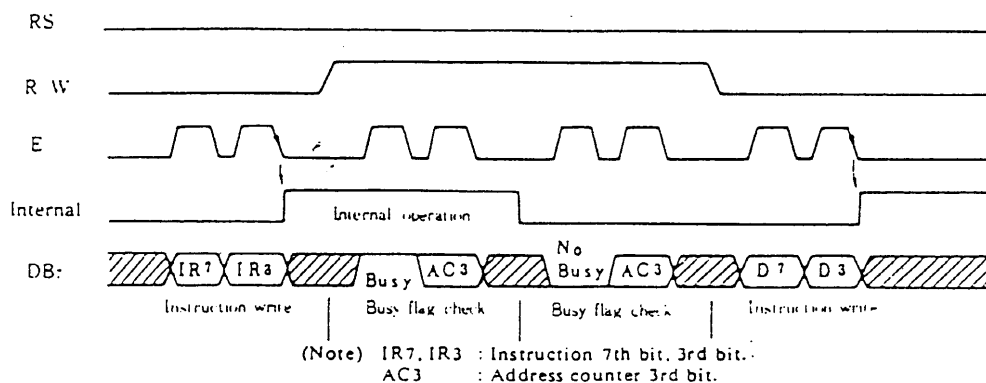 RS
R W
E
Internal
Internal operation
DB7
IR7 IR3 Busy AC3 No Busy AC3 D7 D3
Instruction write Busy flag check Busy flag check Instruction write
(Note) IR7, IR3 : Instruction 7th bit, 3rd bit.
AC3 : Address counter 3rd bit.